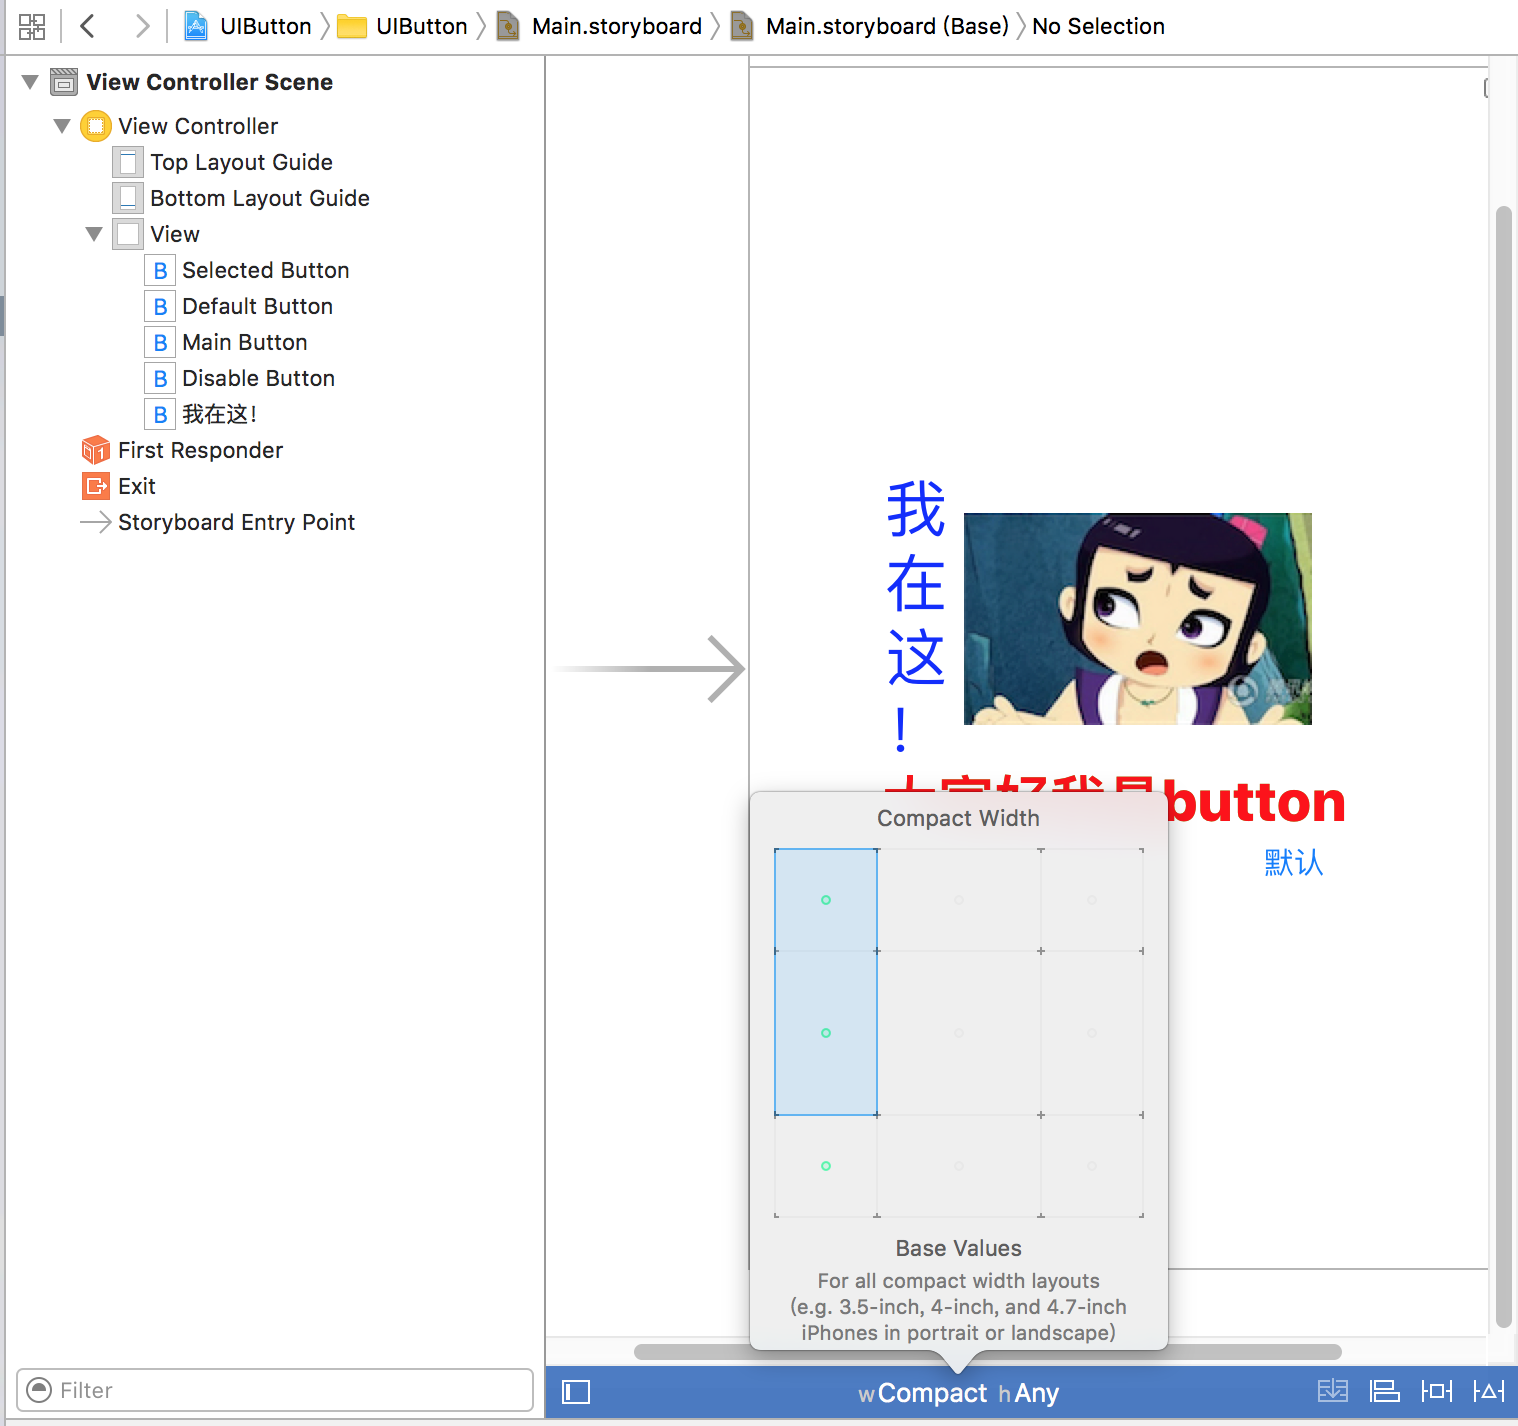 UIButton UIButton Main.storyboard Main.storyboard (Base) No Selection
View Controller Scene
View Controller
Top Layout Guide
Bottom Layout Guide
View
B Selected Button
B Default Button
B Main Button
B Disable Button
B 我在这！
First Responder
Exit
Storyboard Entry Point
Filter
我
在
这
！
button
默认
Compact Width
Base Values
For all compact width layouts
(e.g. 3.5-inch, 4-inch, and 4.7-inch
iPhones in portrait or landscape)
wCompact hAny